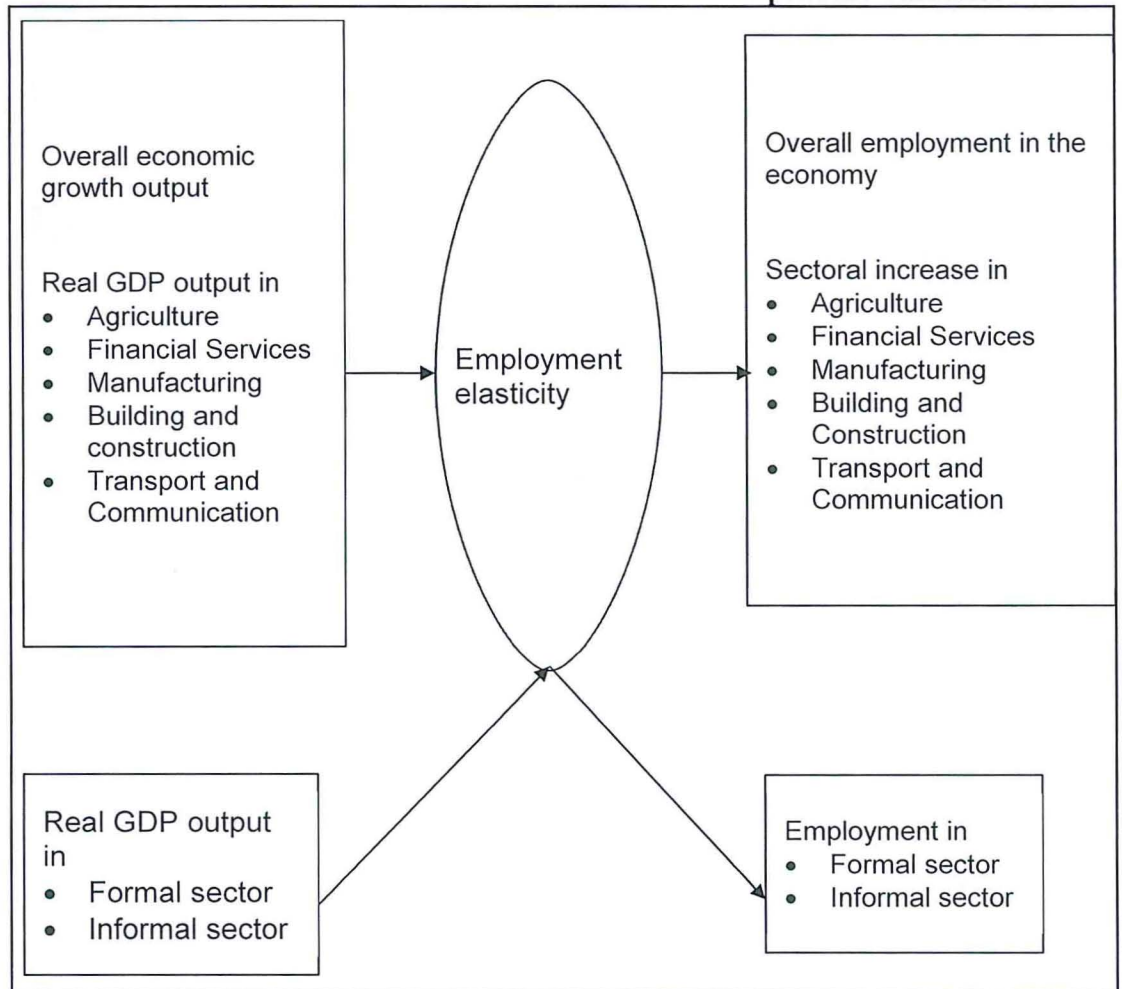 Overall economic
growth output
Real GDP output in
• Agriculture
• Financial Services
• Manufacturing
• Building and
construction
• Transport and
Communication
Employment
elasticity
Overall employment in the
economy
Sectoral increase in
• Agriculture
• Financial Services
• Manufacturing
• Building and
Construction
• Transport and
Communication
Real GDP output
in
• Formal sector
• Informal sector
Employment in
• Formal sector
• Informal sector